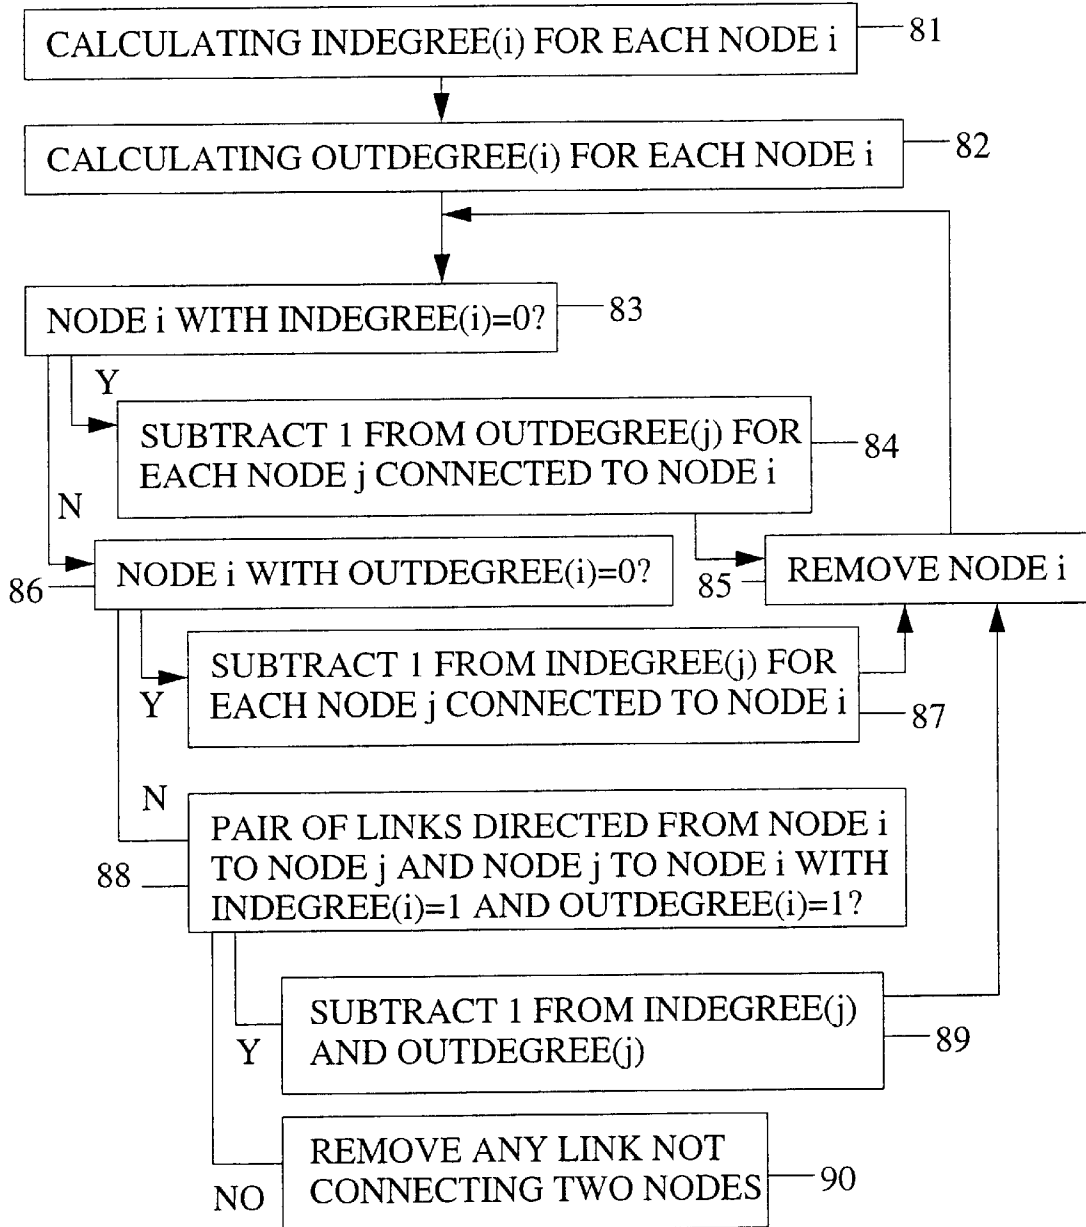 CALCULATING INDEGREE(i) FOR EACH NODE i
81
CALCULATING OUTDEGREE(i) FOR EACH NODE i
82
NODE i WITH INDEGREE(i)=0?
83
Y
SUBTRACT 1 FROM OUTDEGREE(j) FOR
EACH NODE j CONNECTED TO NODE i
84
N
NODE i WITH OUTDEGREE(i)=0?
86
REMOVE NODE i
85
Y
SUBTRACT 1 FROM INDEGREE(j) FOR
EACH NODE j CONNECTED TO NODE i
87
N
PAIR OF LINKS DIRECTED FROM NODE i
TO NODE j AND NODE j TO NODE i WITH
INDEGREE(i)=1 AND OUTDEGREE(i)=1?
88
Y
SUBTRACT 1 FROM INDEGREE(j)
AND OUTDEGREE(j)
89
NO
REMOVE ANY LINK NOT
CONNECTING TWO NODES
90